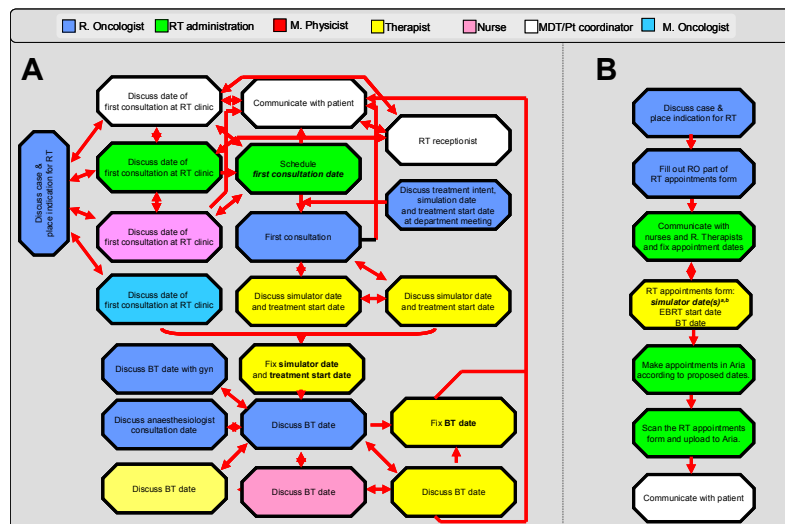 R. Oncologist
RT administration
M. Physicist
Therapist
Nurse
MDT/Pt coordinator
M. Oncologist
A
Discuss case &
place indication for RT
Discuss date of
first consultation at RT clinic
Communicate with patient
RT receptionist
Discuss date of
first consultation at RT clinic
Schedule
first consultation date
Discuss treatment intent,
simulation date
and treatment start date
at department meeting
Discuss date of
first consultation at RT clinic
First consultation
Discuss date of
first consultation at RT clinic
Discuss simulator date
and treatment start date
Discuss simulator date
and treatment start date
Discuss BT date with gyn
Fix simulator date
and treatment start date
Discuss anaesthesiologist
consultation date
Discuss BT date
Fix BT date
Discuss BT date
Discuss BT date
Discuss BT date
B
Discuss case &
place indication for RT
Fill out RO part of
RT appointments form
Communicate with
nurses and R. Therapists
and fix appointment dates
RT appointments form:
simulator date(s)a,b
EBRT start date
BT date
Make appointments in Aria
according to proposed dates.
Scan the RT appointments
form and upload to Aria.
Communicate with patient